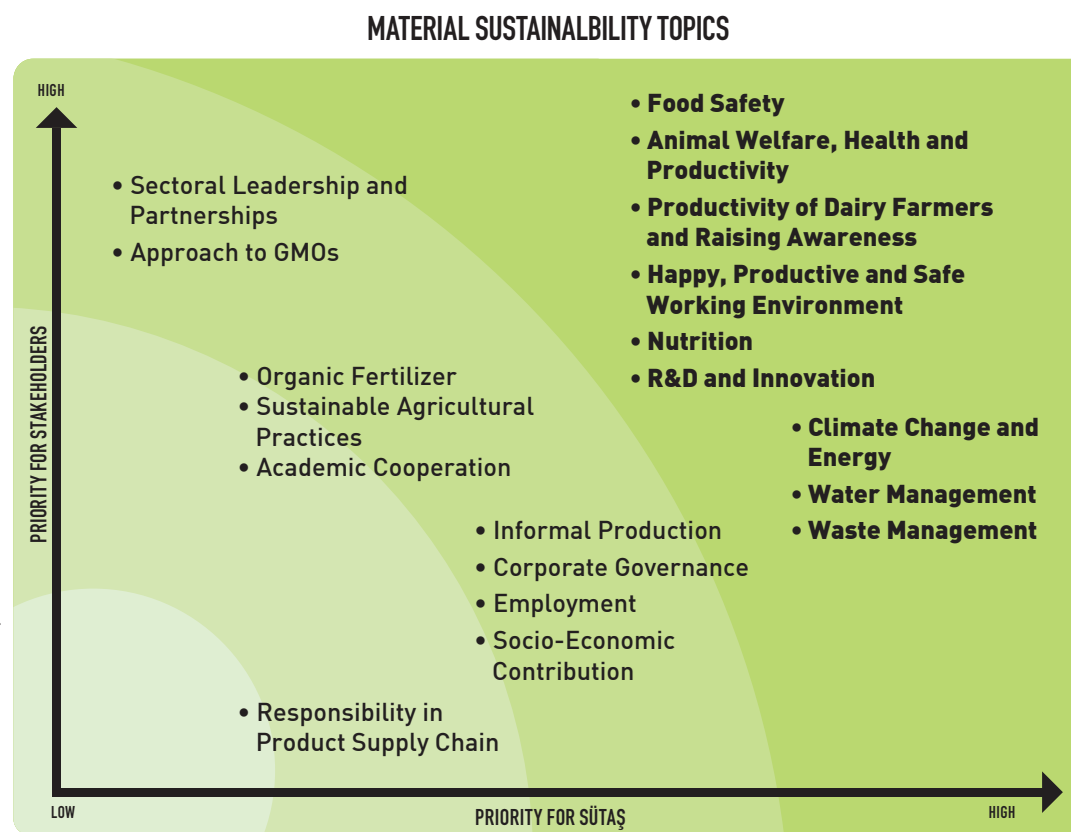 MATERIAL SUSTAINALBILITY TOPICS
HIGH
• Food Safety
• Animal Welfare, Health and
Productivity
• Productivity of Dairy Farmers
and Raising Awareness
• Happy, Productive and Safe
Working Environment
• Nutrition
• R&D and Innovation
• Sectoral Leadership and
Partnerships
• Approach to GMOs
PRIORITY FOR STAKEHOLDERS
• Organic Fertilizer
• Sustainable Agricultural
Practices
• Academic Cooperation
• Climate Change and
Energy
• Water Management
• Waste Management
• Informal Production
• Corporate Governance
• Employment
• Socio-Economic
Contribution
• Responsibility in
Product Supply Chain
LOW
PRIORITY FOR SÜTAŞ
HIGH